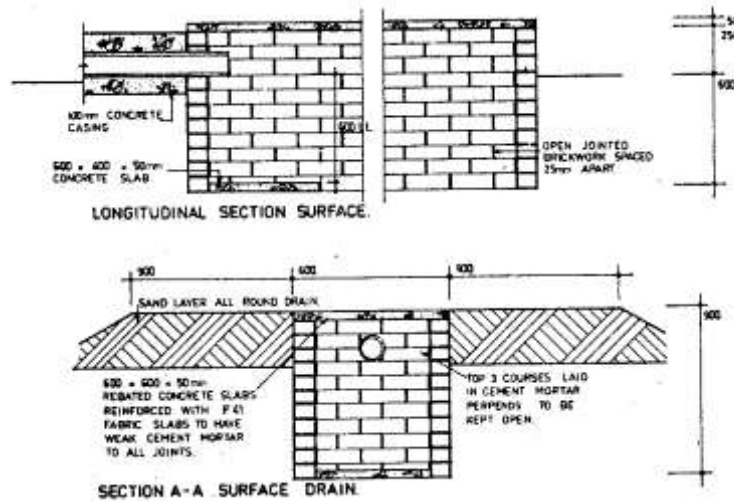 100mm CONCRETE
CASING
600 × 400 × 50mm
CONCRETE SLAB
OPEN JOINTED
BRICKWORK SPACED
25mm APART
LONGITUDINAL SECTION SURFACE.
900
600
900
SAND LAYER ALL ROUND DRAIN.
900
600 × 600 × 50mm
REBATED CONCRETE SLABS
REINFORCED WITH F 41
FABRIC SLABS TO HAVE
WEAK CEMENT MORTAR
TO ALL JOINTS.
TOP 3 COURSES LAID
IN CEMENT MORTAR
PERPENDS TO BE
KEPT OPEN.
SECTION A-A SURFACE DRAIN.